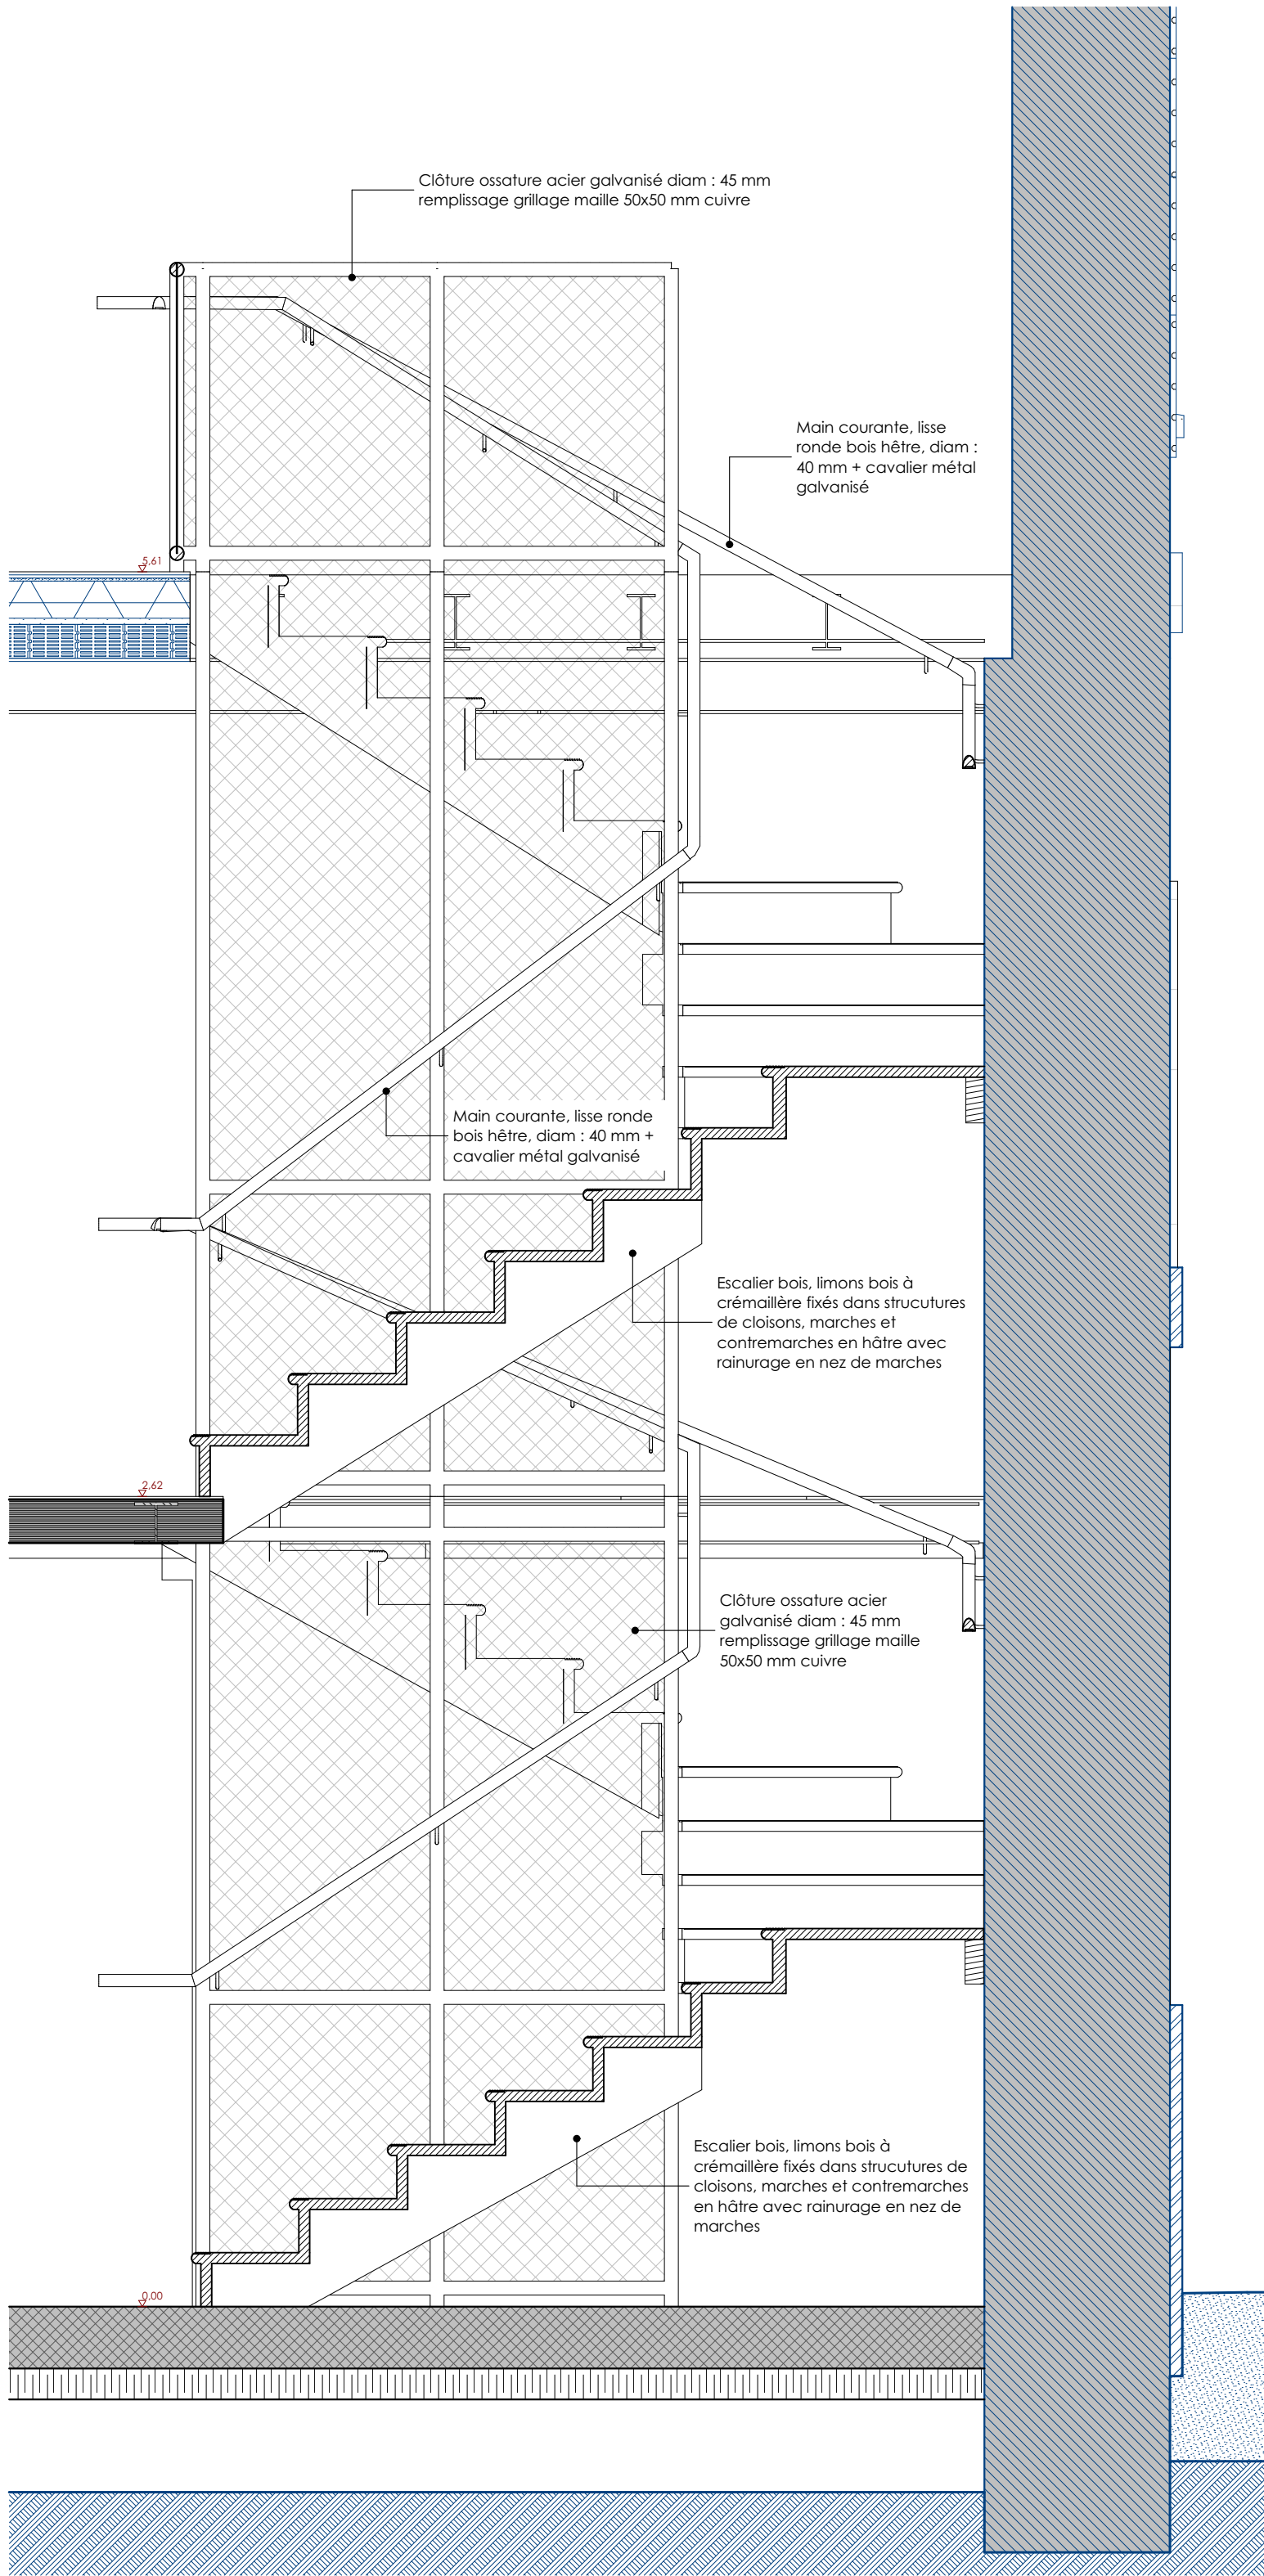 Clôture ossature acier galvanisé diam : 45 mm
remplissage grillage maille 50x50 mm cuivre
Main courante, lisse
ronde bois hêtre, diam :
40 mm + cavalier métal
galvanisé
5,61
Main courante, lisse ronde
bois hêtre, diam : 40 mm +
cavalier métal galvanisé
Escalier bois, limons bois à
crémaillère fixés dans strucutures
de cloisons, marches et
contremarches en hâtre avec
rainurage en nez de marches
2,62
Clôture ossature acier
galvanisé diam : 45 mm
remplissage grillage maille
50x50 mm cuivre
Escalier bois, limons bois à
crémaillère fixés dans strucutures de
cloisons, marches et contremarches
en hâtre avec rainurage en nez de
marches
0,00